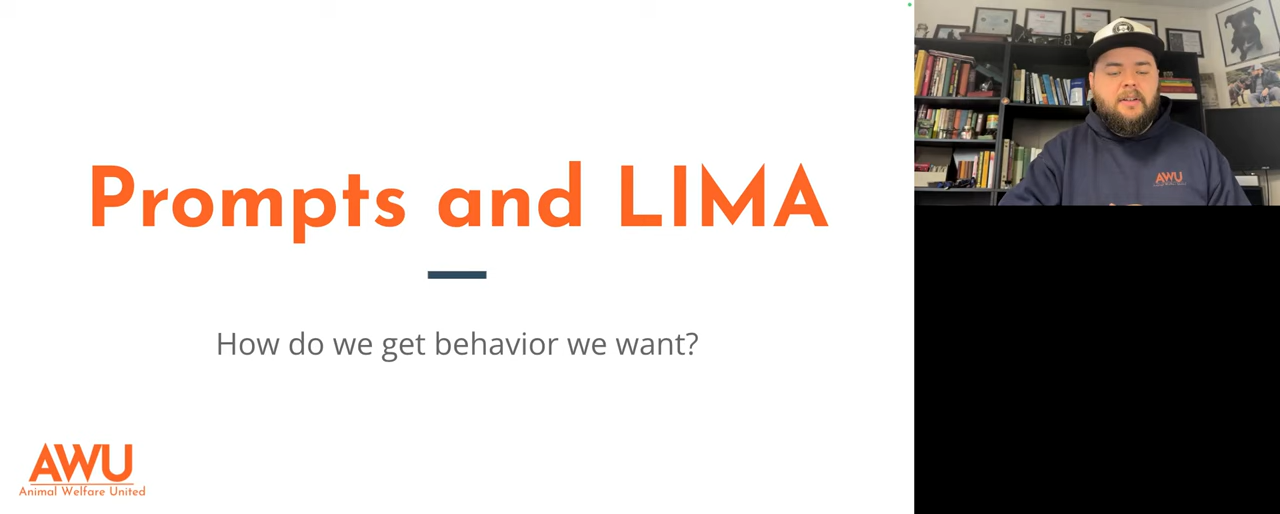 Prompts and LIMA
How do we get behavior we want?
AWU
Animal Welfare United
AWU